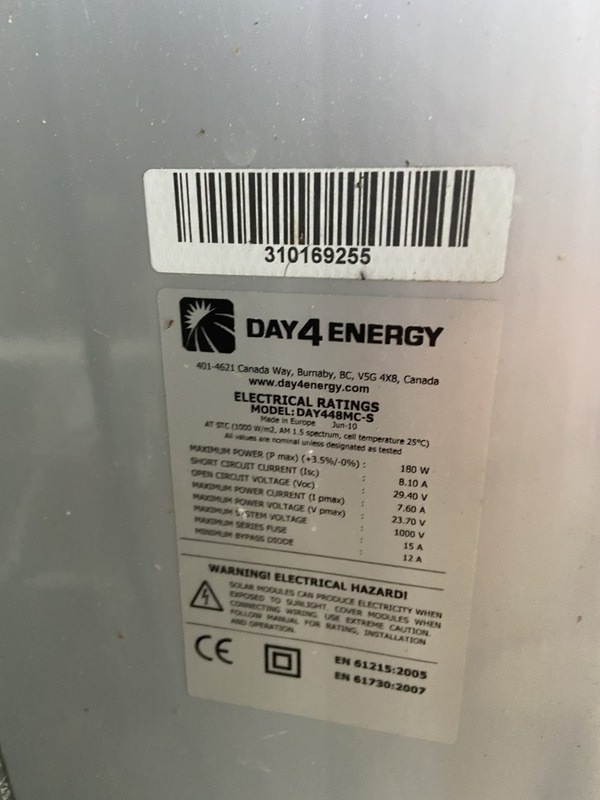 310169255
DAY4 ENERGY
401-4621 Canada Way, Burnaby, BC, V5G 4X8, Canada
www.day4energy.com
ELECTRICAL RATINGS
MODEL: DAY448MC-S
Made in Europe Jun-10
AT STC (1000 W/m2, AM 1.5 spectrum, cell temperature 25°C)
All values are nominal unless designated as tested
MAXIMUM POWER (P max) (+3.5%/-0%) : 180 W
SHORT CIRCUIT CURRENT (Isc) : 8.10 A
OPEN CIRCUIT VOLTAGE (Voc) : 29.40 V
MAXIMUM POWER CURRENT (I pmax) : 7.60 A
MAXIMUM POWER VOLTAGE (V pmax) : 23.70 V
MAXIMUM SYSTEM VOLTAGE : 1000 V
MAXIMUM SERIES FUSE : 15 A
MINIMUM BYPASS DIODE : 12 A
WARNING! ELECTRICAL HAZARD!
SOLAR MODULES CAN PRODUCE ELECTRICITY WHEN
EXPOSED TO SUNLIGHT. COVER MODULES WHEN
CONNECTING WIRING. USE EXTREME CAUTION.
FOLLOW MANUAL FOR RATING, INSTALLATION
AND OPERATION.
CE
EN 61215:2005
EN 61730:2007